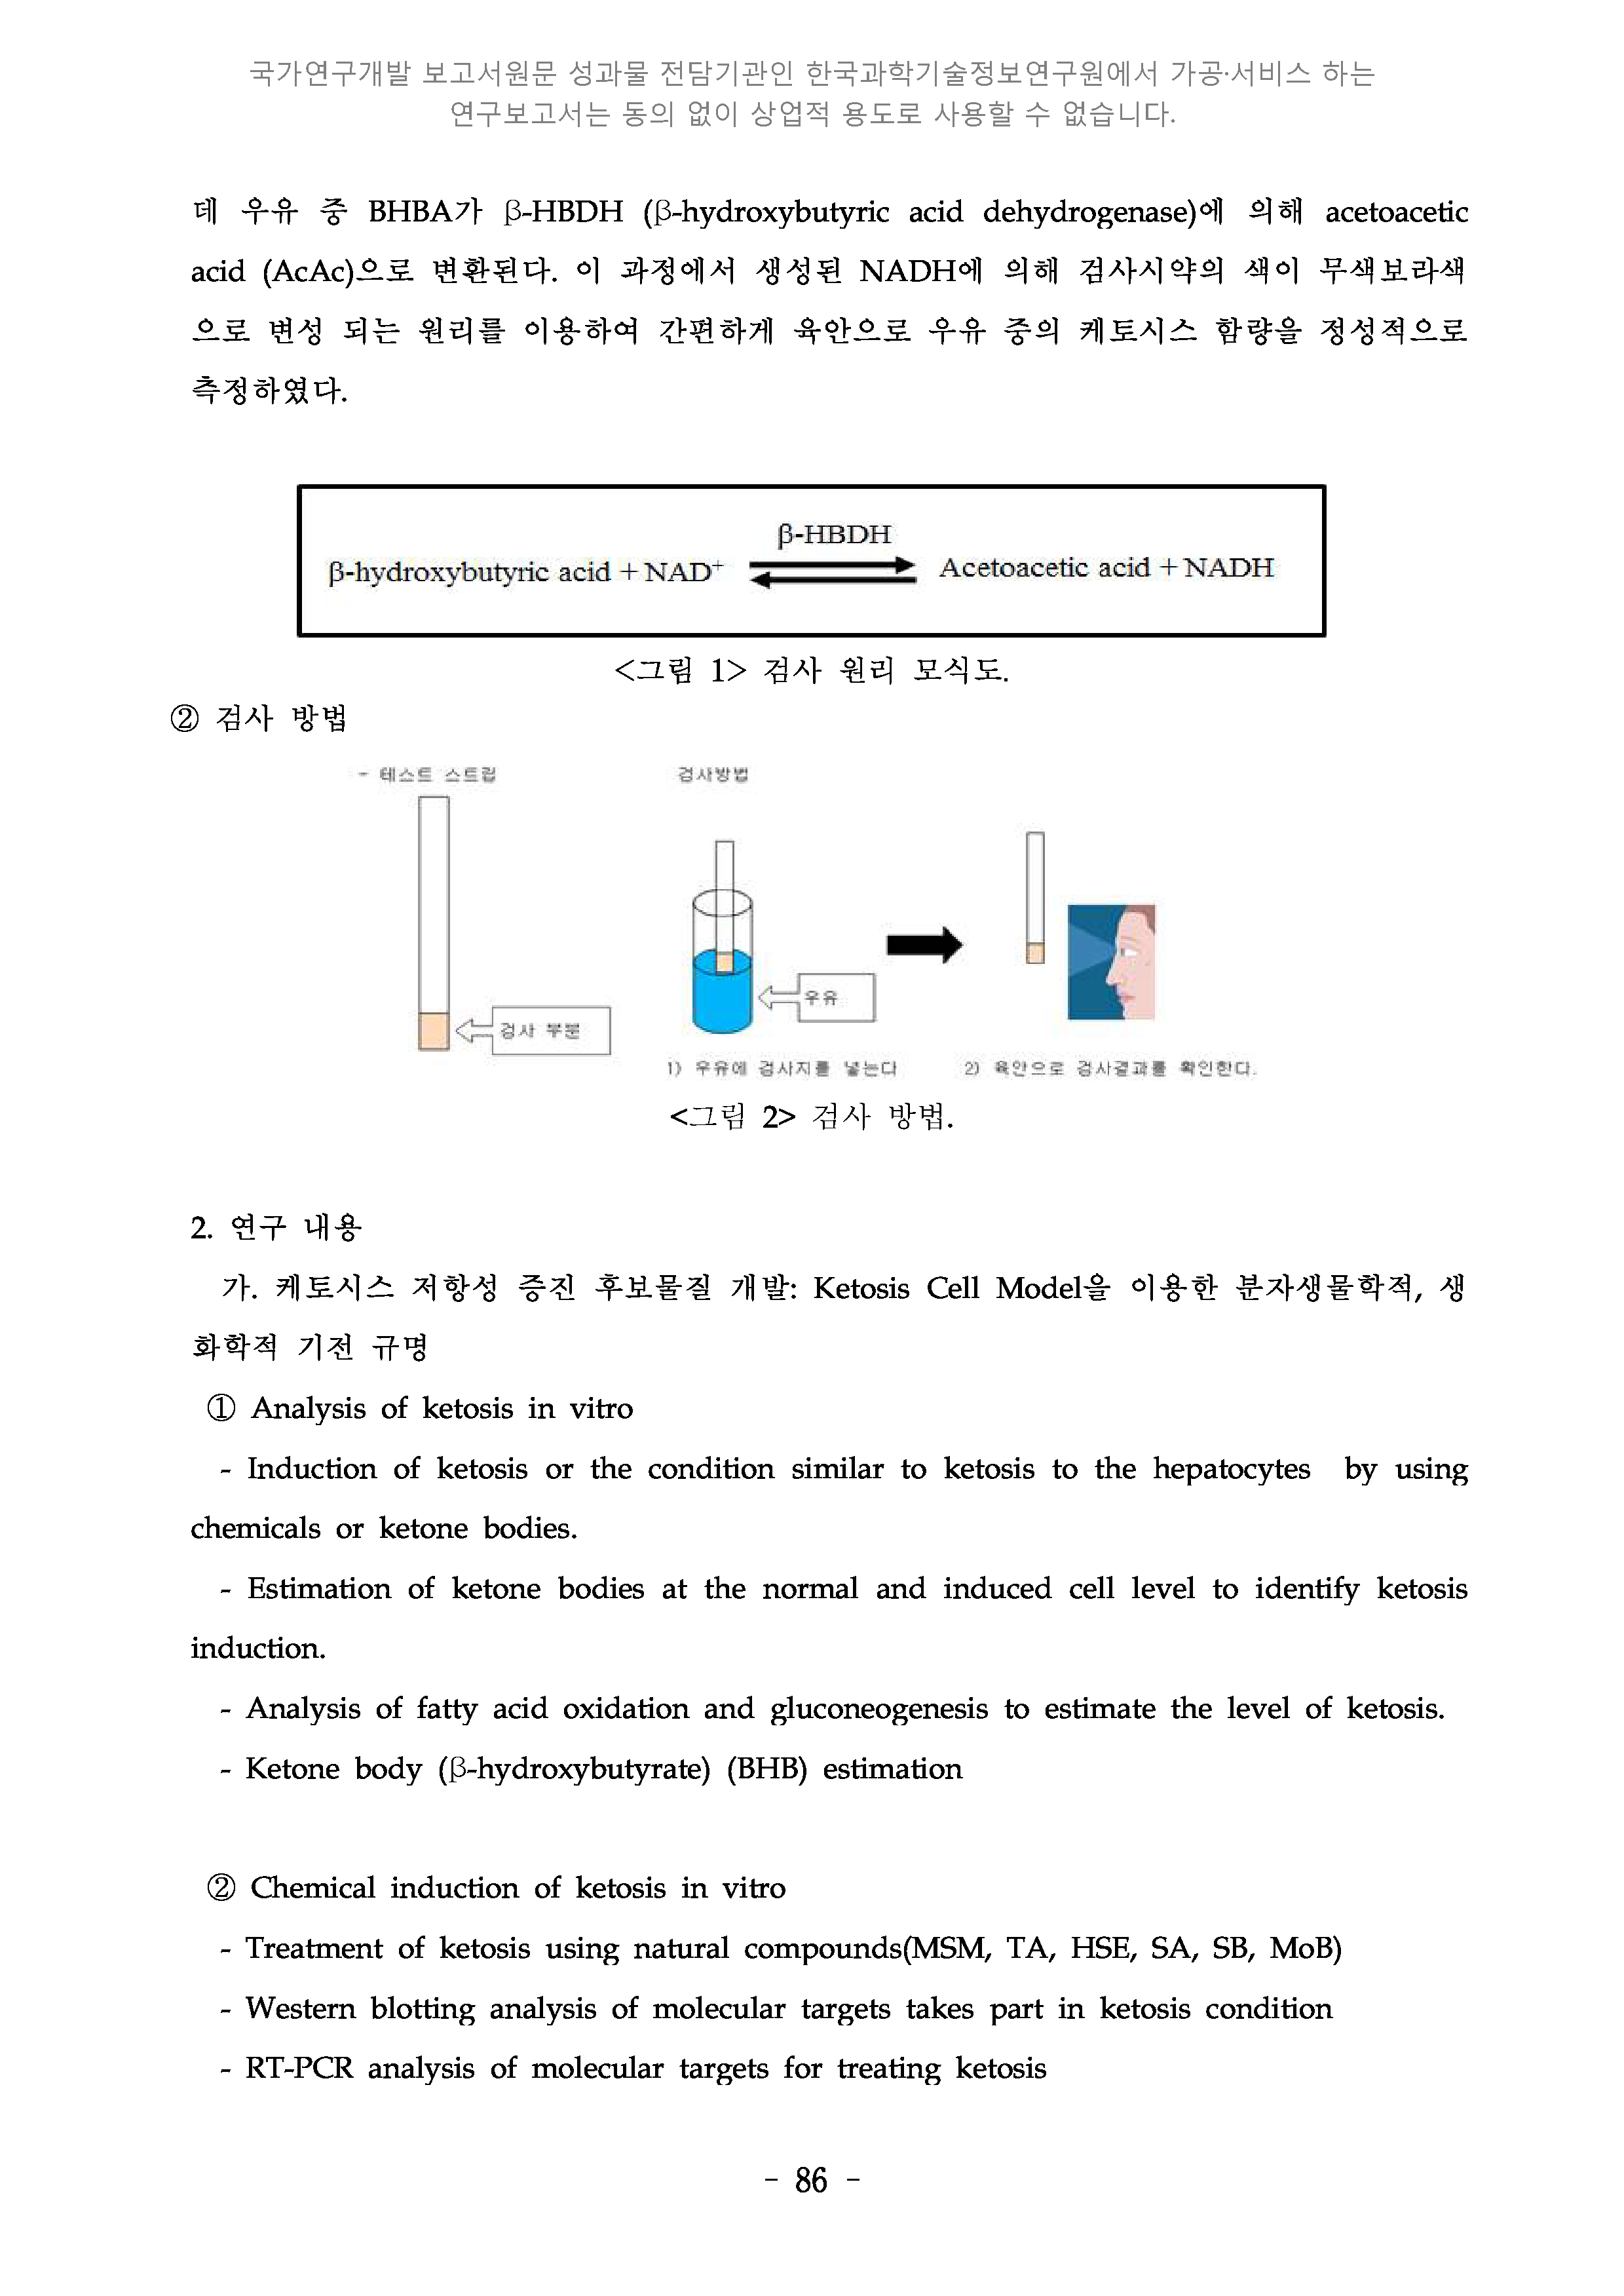 국가연구개발 보고서원문 성과물 전담기관인 한국과학기술정보연구원에서 가공·서비스 하는
연구보고서는 동의 없이 상업적 용도로 사용할 수 없습니다.
데 우유 중 BHBA가 β-HBDH (β-hydroxybutyric acid dehydrogenase)에 의해 acetoacetic
acid (AcAc)으로 변환된다. 이 과정에서 생성된 NADH에 의해 검사시약의 색이 무색보라색
으로 변성 되는 원리를 이용하여 간편하게 육안으로 우유 중의 케토시스 함량을 정성적으로
측정하였다.
β-HBDH
β-hydroxybutyric acid + NAD⁺ ⇄ Acetoacetic acid + NADH
<그림 1> 검사 원리 모식도.
② 검사 방법
- 테스트 스트립 검사방법
우유
검사 부분
1) 우유에 검사지를 넣는다 2) 육안으로 검사결과를 확인한다.
<그림 2> 검사 방법.
2. 연구 내용
가. 케토시스 저항성 증진 후보물질 개발: Ketosis Cell Model을 이용한 분자생물학적, 생
화학적 기전 규명
① Analysis of ketosis in vitro
- Induction of ketosis or the condition similar to ketosis to the hepatocytes by using
chemicals or ketone bodies.
- Estimation of ketone bodies at the normal and induced cell level to identify ketosis
induction.
- Analysis of fatty acid oxidation and gluconeogenesis to estimate the level of ketosis.
- Ketone body (β-hydroxybutyrate) (BHB) estimation
② Chemical induction of ketosis in vitro
- Treatment of ketosis using natural compounds(MSM, TA, HSE, SA, SB, MoB)
- Western blotting analysis of molecular targets takes part in ketosis condition
- RT-PCR analysis of molecular targets for treating ketosis
- 86 -